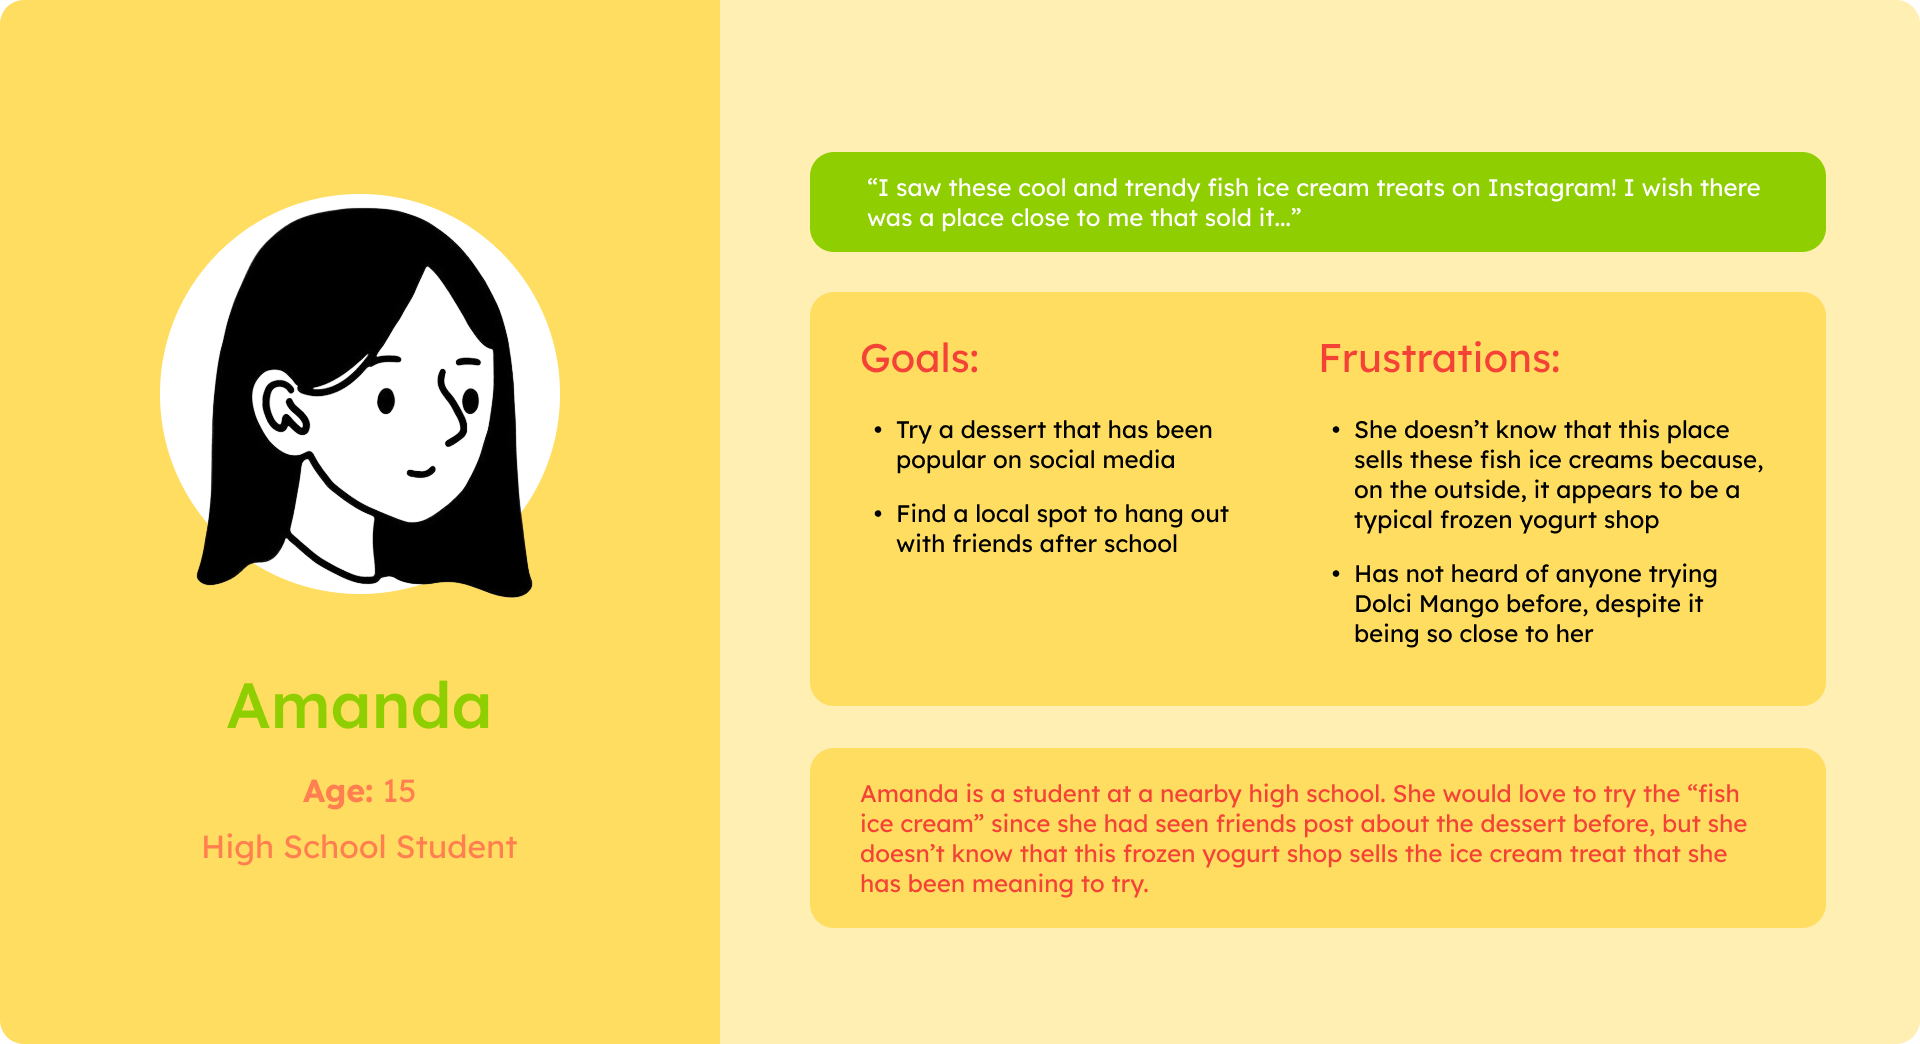 Amanda
Age: 15
High School Student
“I saw these cool and trendy fish ice cream treats on Instagram! I wish there
was a place close to me that sold it...”
Goals:
• Try a dessert that has been
popular on social media
• Find a local spot to hang out
with friends after school
Frustrations:
• She doesn’t know that this place
sells these fish ice creams because,
on the outside, it appears to be a
typical frozen yogurt shop
• Has not heard of anyone trying
Dolci Mango before, despite it
being so close to her
Amanda is a student at a nearby high school. She would love to try the “fish
ice cream” since she had seen friends post about the dessert before, but she
doesn’t know that this frozen yogurt shop sells the ice cream treat that she
has been meaning to try.